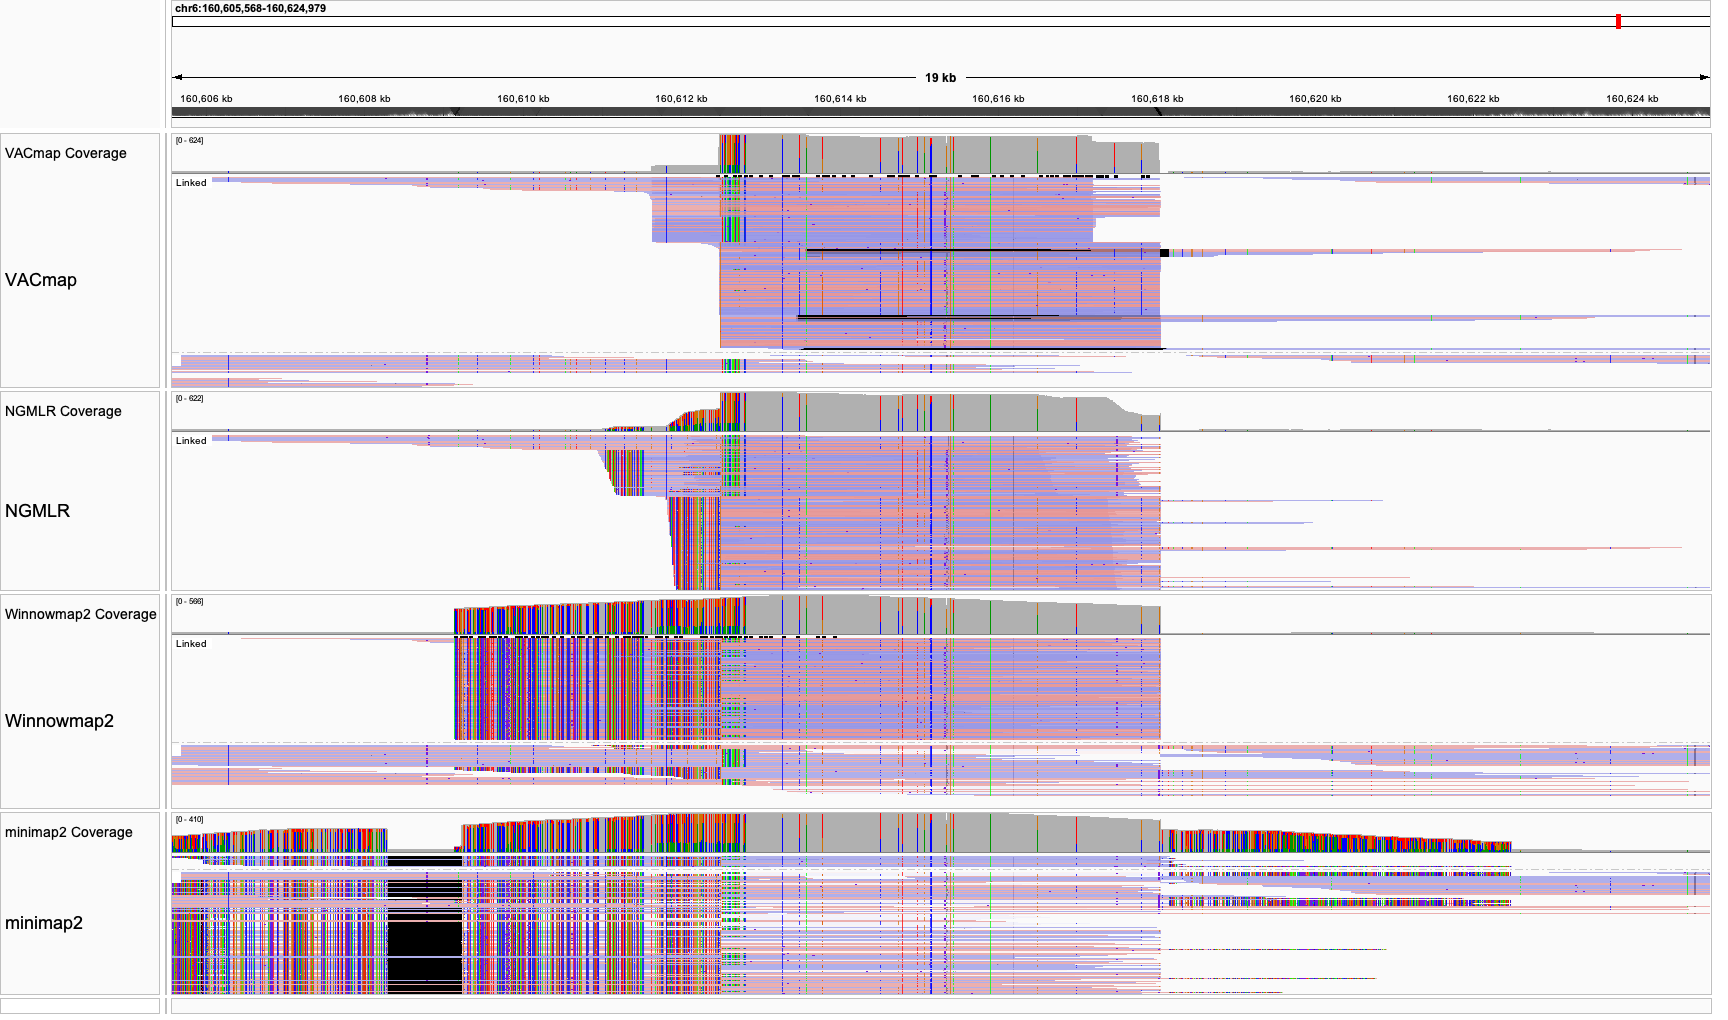 chr6:160,605,568-160,624,979
19 kb
160,606 kb 160,608 kb 160,610 kb 160,612 kb 160,614 kb 160,616 kb 160,618 kb 160,620 kb 160,622 kb 160,624 kb
VACmap Coverage
[0 - 624]
Linked
VACmap
NGMLR Coverage
[0 - 622]
Linked
NGMLR
Winnowmap2 Coverage
[0 - 566]
Linked
Winnowmap2
minimap2 Coverage
[0 - 410]
minimap2